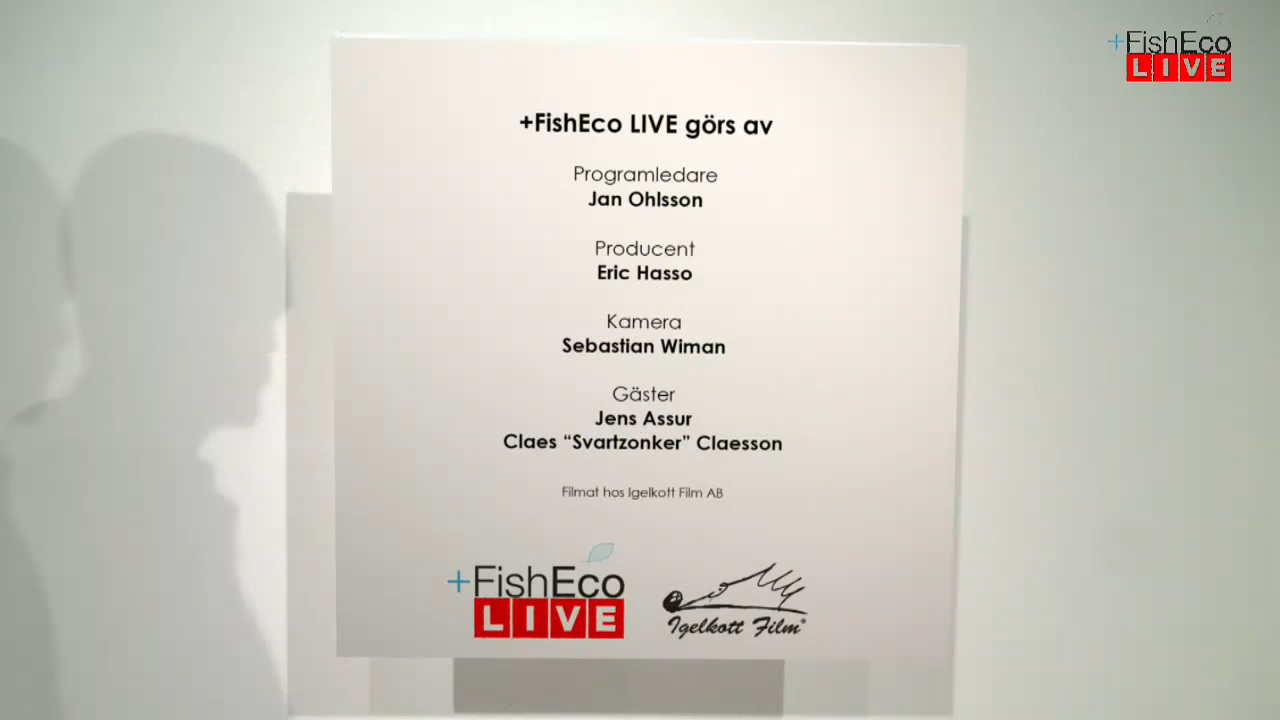 +FishEco
LIVE
+FishEco LIVE görs av
Programledare
Jan Ohlsson
Producent
Eric Hasso
Kamera
Sebastian Wiman
Gäster
Jens Assur
Claes “Svartzonker” Claesson
Filmat hos Igelkott Film AB
+FishEco
LIVE
Igelkott Film®